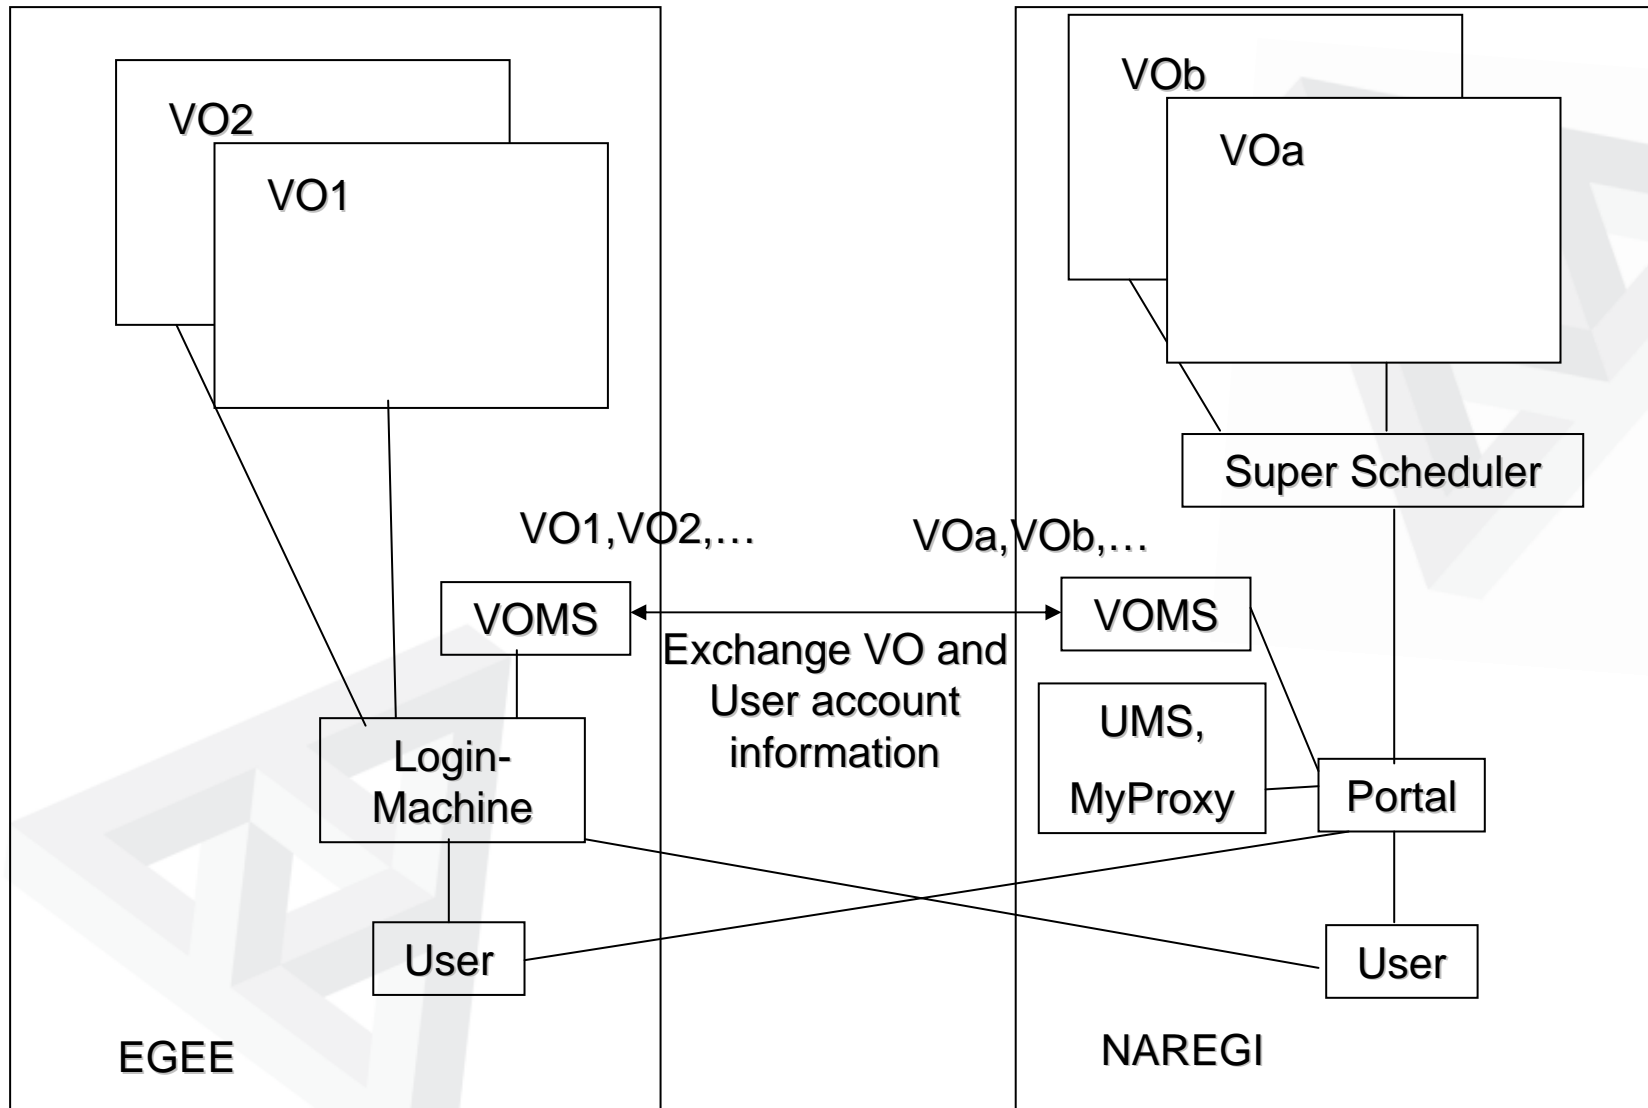 VO2
VO1
VOb
VOa
Super Scheduler
VO1,VO2,…
VOa,VOb,…
VOMS
VOMS
Exchange VO and
User account
information
UMS,
MyProxy
Login-
Machine
Portal
User
User
EGEE
NAREGI